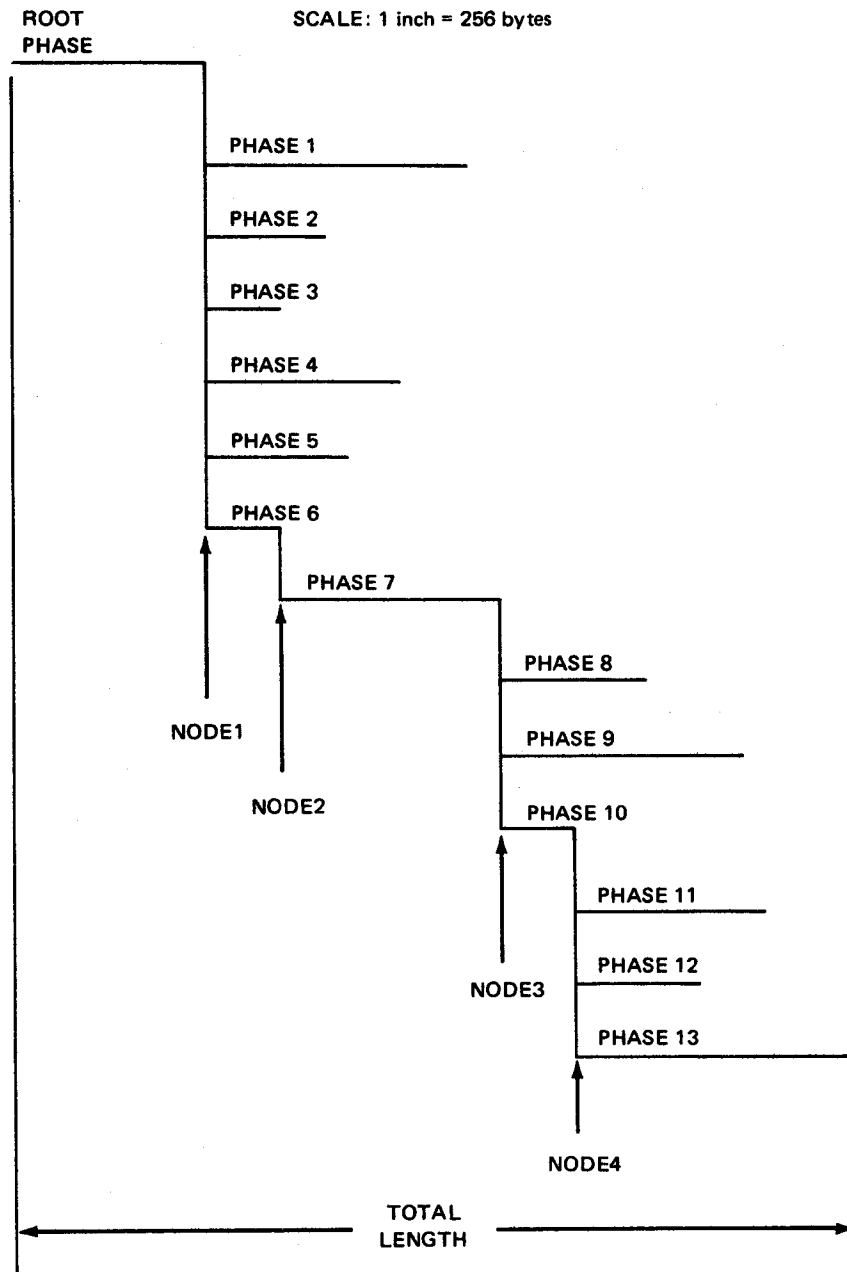 ROOT
PHASE
SCALE: 1 inch = 256 bytes
PHASE 1
PHASE 2
PHASE 3
PHASE 4
PHASE 5
PHASE 6
PHASE 7
PHASE 8
NODE1
PHASE 9
NODE2
PHASE 10
PHASE 11
PHASE 12
NODE3
PHASE 13
NODE4
TOTAL
LENGTH